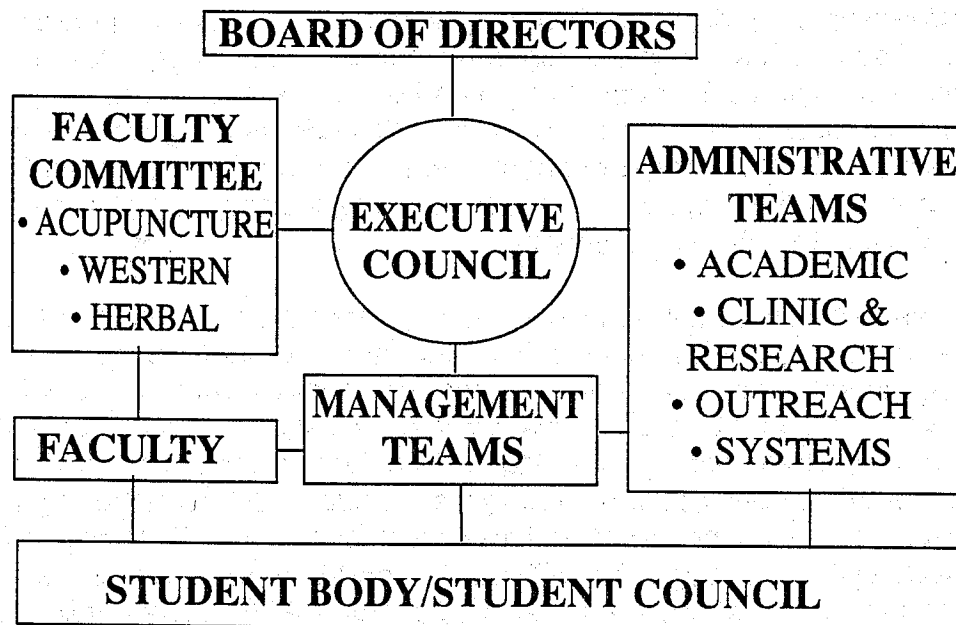 BOARD OF DIRECTORS
FACULTY
COMMITTEE
• ACUPUNCTURE
• WESTERN
• HERBAL
EXECUTIVE
COUNCIL
ADMINISTRATIVE
TEAMS
• ACADEMIC
• CLINIC &
RESEARCH
• OUTREACH
• SYSTEMS
FACULTY
MANAGEMENT
TEAMS
STUDENT BODY/STUDENT COUNCIL